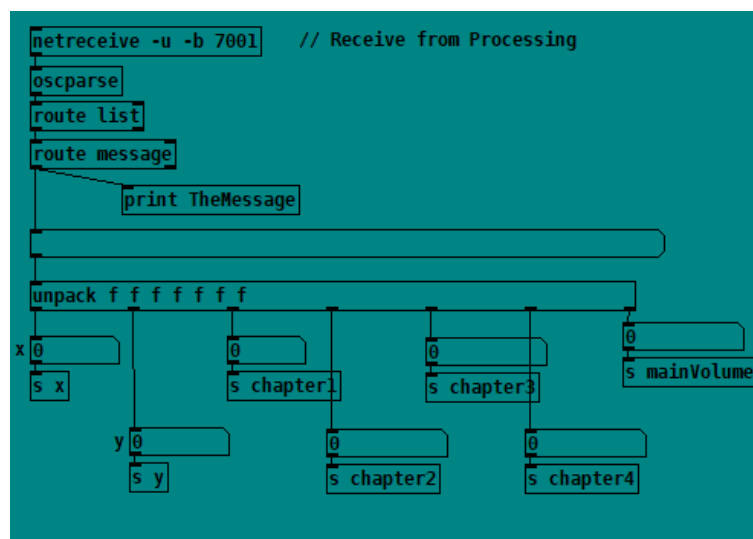 netreceive -u -b 7001 // Receive from Processing
oscparse
route list
route message
print TheMessage
unpack f f f f f f f
x 0 0 0 0
s x s chapter1 s chapter3 s mainVolume
y 0 0 0
s y s chapter2 s chapter4